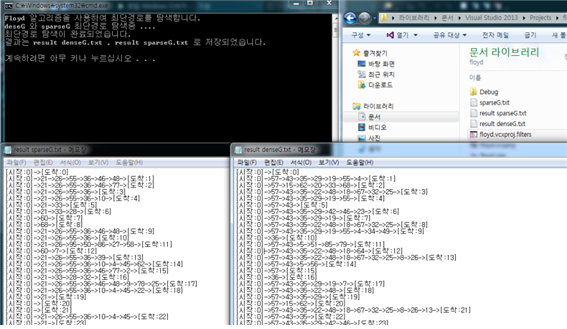 C:\Windows\system32\cmd.exe
Floyd 알고리즘을 사용하여 최단경로를 탐색합니다.
denseG 와 sparseG 최단경로 탐색중 ....
최단경로 탐색이 완료되었습니다.
결과는 result denseG.txt , result sparseG.txt 로 저장되었습니다.
계속하려면 아무 키나 누르십시오 . . .
라이브러리 ▸ 문서 ▸ Visual Studio 2013 ▸ Projects ▸
구성 열기 공유 대상 전자 메일 굽기
즐겨찾기
바탕 화면
최근 위치
다운로드
라이브러리
문서
비디오
사진
문서 라이브러리
floyd
이름
Debug
sparseG.txt
result sparseG.txt
result denseG.txt
floyd.vcxproj.filters
result sparseG.txt - 메모장
파일(F) 편집(E) 서식(O) 보기(V) 도움말(H)
[시작:0]->[도착:0]
[시작:0]->21->26->55->36->46->48->[도착:1]
[시작:0]->21->26->55->36->46->77->[도착:2]
[시작:0]->21->26->55->36->[도착:3]
[시작:0]->21->26->55->36->10->[도착:4]
[시작:0]->21->33->[도착:5]
[시작:0]->21->33->28->[도착:6]
[시작:0]->60->[도착:7]
[시작:0]->68->[도착:8]
[시작:0]->21->26->55->36->46->48->[도착:9]
[시작:0]->21->26->55->36->[도착:10]
[시작:0]->21->26->95->50->86->27->58->[도착:11]
[시작:0]->60->7->[도착:12]
[시작:0]->21->26->55->36->39->[도착:13]
[시작:0]->21->26->55->36->10->4->45->62->[도착:14]
[시작:0]->21->26->55->36->46->77->2->[도착:15]
[시작:0]->21->33->28->32->[도착:16]
[시작:0]->21->26->55->36->46->48->9->78->25->[도착:17]
[시작:0]->21->26->55->36->10->4->45->22->[도착:18]
[시작:0]->21->[도착:19]
[시작:0]->[도착:20]
[시작:0]->[도착:21]
[시작:0]->21->26->55->36->10->4->45->[도착:22]
result denseG.txt - 메모장
파일(F) 편집(E) 서식(O) 보기(V) 도움말(H)
[시작:0]->[도착:0]
[시작:0]->57->43->35->29->19->55->4->[도착:1]
[시작:0]->57->15->62->20->33->68->[도착:2]
[시작:0]->57->43->35->22->48->18->67->32->25->[도착:3]
[시작:0]->57->43->35->29->19->55->[도착:4]
[시작:0]->57->43->[도착:5]
[시작:0]->57->43->35->29->42->46->23->[도착:6]
[시작:0]->57->43->35->29->19->[도착:7]
[시작:0]->57->43->35->22->48->18->67->32->25->[도착:8]
[시작:0]->57->43->35->29->19->55->4->34->49->[도착:9]
[시작:0]->36->[도착:10]
[시작:0]->57->43->5->51->85->79->[도착:11]
[시작:0]->57->43->35->22->48->18->64->[도착:12]
[시작:0]->57->43->35->22->48->18->67->32->25->8->26->[도착:13]
[시작:0]->57->43->5->56->[도착:14]
[시작:0]->57->[도착:15]
[시작:0]->36->[도착:16]
[시작:0]->57->43->35->29->19->7->[도착:17]
[시작:0]->57->43->35->22->48->[도착:18]
[시작:0]->57->43->35->29->[도착:19]
[시작:0]->57->15->62->[도착:20]
[시작:0]->57->43->35->22->48->18->67->32->25->8->26->13->[도착:21]
[시작:0]->57->43->35->[도착:22]